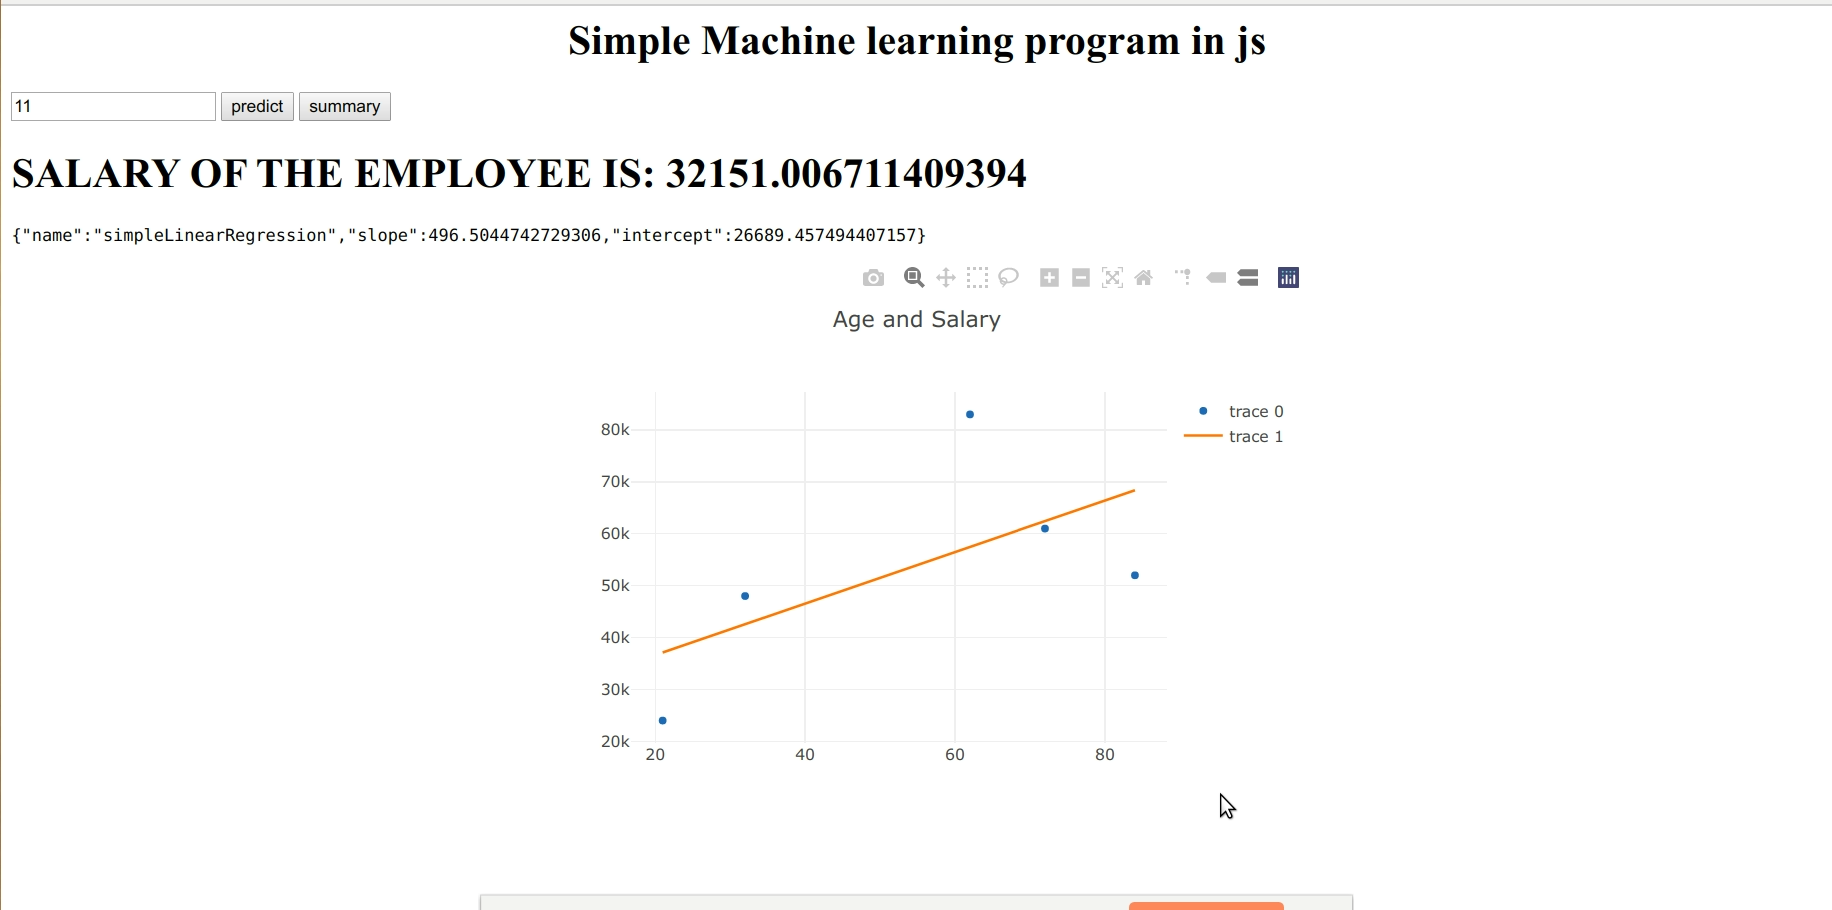 Simple Machine learning program in js
11 predict summary
SALARY OF THE EMPLOYEE IS: 32151.006711409394
{"name":"simpleLinearRegression","slope":496.5044742729306,"intercept":26689.457494407157}
Age and Salary
trace 0
trace 1
80k
70k
60k
50k
40k
30k
20k
20 40 60 80